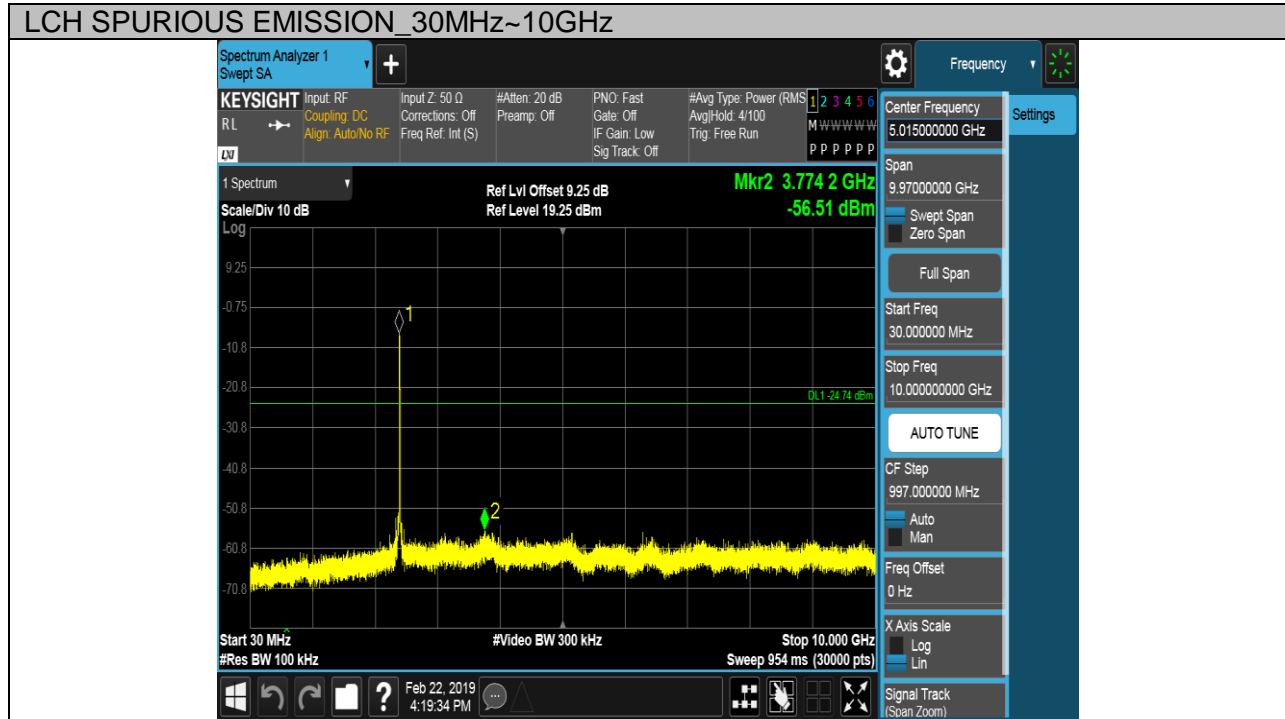 LCH SPURIOUS EMISSION_30MHz~10GHz
Spectrum Analyzer 1
Swept SA
+
Frequency
KEYSIGHT
RL
LXI
Input: RF
Coupling: DC
Align: Auto/No RF
Input Z: 50 Ω
Corrections: Off
Freq Ref: Int (S)
#Atten: 20 dB
Preamp: Off
PNO: Fast
Gate: Off
IF Gain: Low
Sig Track: Off
#Avg Type: Power (RMS
Avg|Hold: 4/100
Trig: Free Run
1 2 3 4 5 6
M W W W W W
P P P P P P
Center Frequency
5.015000000 GHz
Settings
1 Spectrum
Scale/Div 10 dB
Log
Ref Lvl Offset 9.25 dB
Ref Level 19.25 dBm
Mkr2 3.774 2 GHz
-56.51 dBm
Span
9.97000000 GHz
Swept Span
Zero Span
Full Span
Start Freq
30.000000 MHz
Stop Freq
10.000000000 GHz
AUTO TUNE
CF Step
997.000000 MHz
Auto
Man
Freq Offset
0 Hz
X Axis Scale
Log
Lin
Signal Track
(Span Zoom)
9.25
-0.75
-10.8
-20.8
-30.8
-40.8
-50.8
-60.8
-70.8
1
DL1 -24.74 dBm
2
Start 30 MHz
#Res BW 100 kHz
#Video BW 300 kHz
Stop 10.000 GHz
Sweep 954 ms (30000 pts)
?
Feb 22, 2019
4:19:34 PM